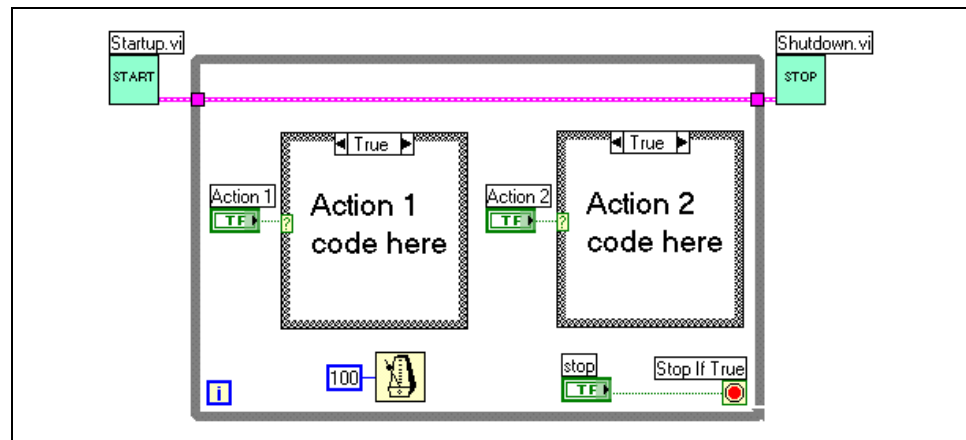 Startup.vi
START
Shutdown.vi
STOP
True
True
Action 1
TF
Action 1
code here
Action 2
TF
Action 2
code here
?
?
100
i
stop
TF
Stop If True